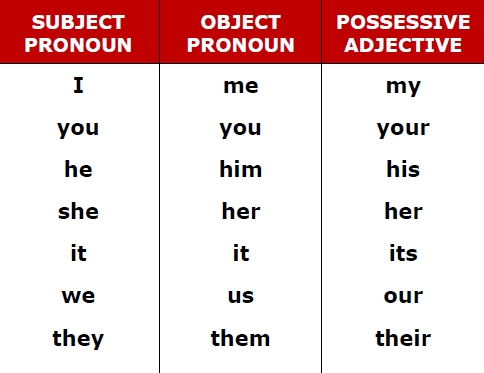 SUBJECT OBJECT POSSESSIVE
PRONOUN PRONOUN ADJECTIVE
I me my
you you your
he him his
she her her
it it its
we us our
they them their